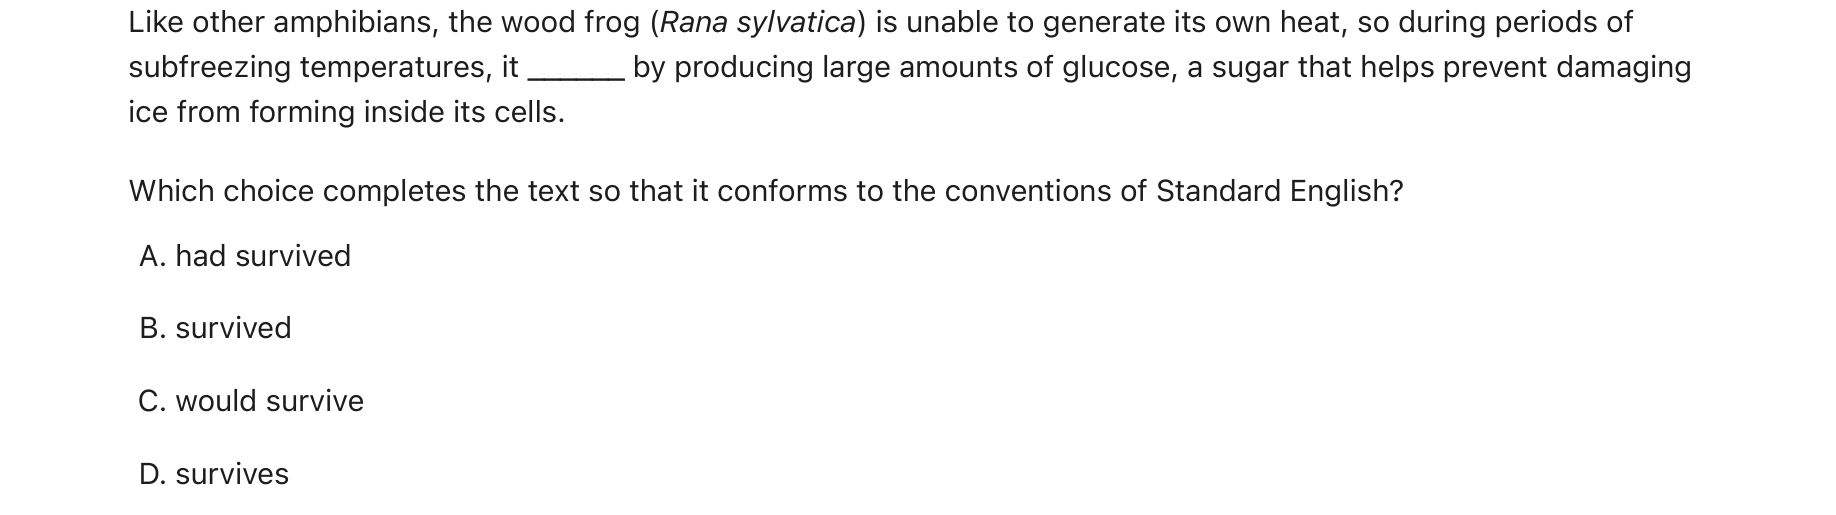 Like other amphibians, the wood frog (Rana sylvatica) is unable to generate its own heat, so during periods of
subfreezing temperatures, it ______ by producing large amounts of glucose, a sugar that helps prevent damaging
ice from forming inside its cells.
Which choice completes the text so that it conforms to the conventions of Standard English?
A. had survived
B. survived
C. would survive
D. survives